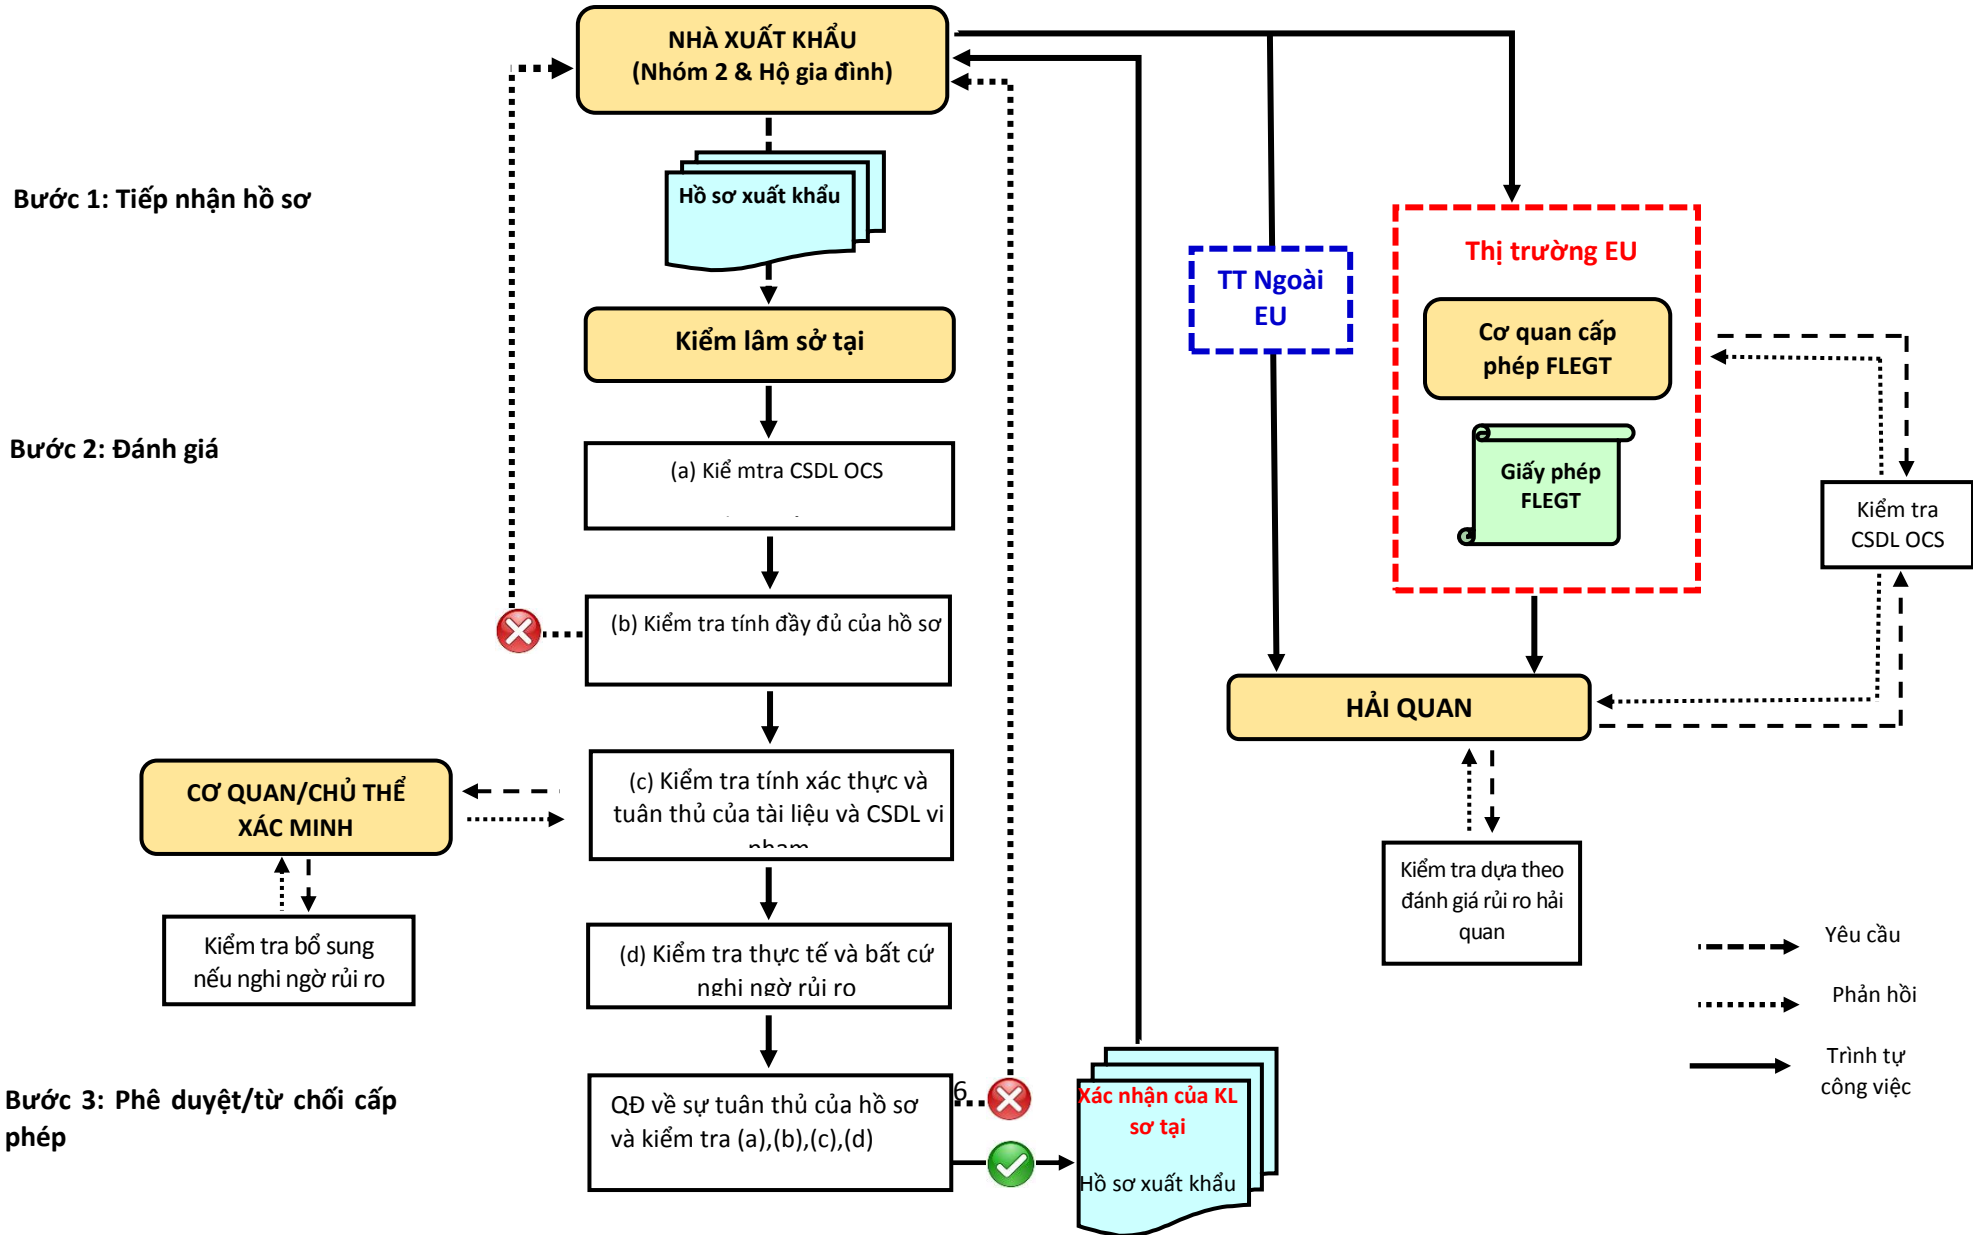 NHÀ XUẤT KHẨU
(Nhóm 2 & Hộ gia đình)
Bước 1: Tiếp nhận hồ sơ
Hồ sơ xuất khẩu
TT Ngoài
EU
Thị trường EU
Cơ quan cấp
phép FLEGT
Kiểm lâm sở tại
Bước 2: Đánh giá
(a) Kiể mtra CSDL OCS
Giấy phép
FLEGT
Kiểm tra
CSDL OCS
(b) Kiểm tra tính đầy đủ của hồ sơ
HẢI QUAN
CƠ QUAN/CHỦ THỂ
XÁC MINH
(c) Kiểm tra tính xác thực và
tuân thủ của tài liệu và CSDL vi
Kiểm tra dựa theo
đánh giá rủi ro hải
quan
Kiểm tra bổ sung
nếu nghi ngờ rủi ro
(d) Kiểm tra thực tế và bất cứ
nghi ngờ rủi ro
Yêu cầu
Phản hồi
Trình tự
công việc
Bước 3: Phê duyệt/từ chối cấp
phép
QĐ về sự tuân thủ của hồ sơ
và kiểm tra (a),(b),(c),(d)
6
Xác nhận của KL
sơ tại
Hồ sơ xuất khẩu